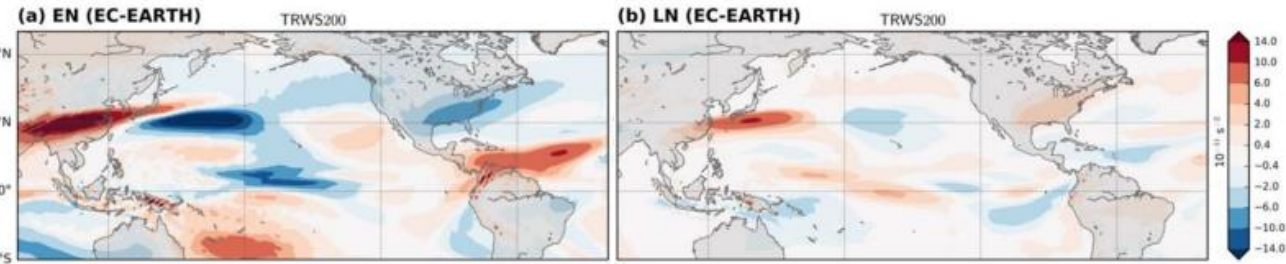 (a) EN (EC-EARTH)
TRWS200
(b) LN (EC-EARTH)
TRWS200
°N
°N
0°
°S
14.0
10.0
6.0
4.0
2.0
0.4
−0.4
−2.0
−6.0
−10.0
−14.0
10⁻¹¹ s⁻²